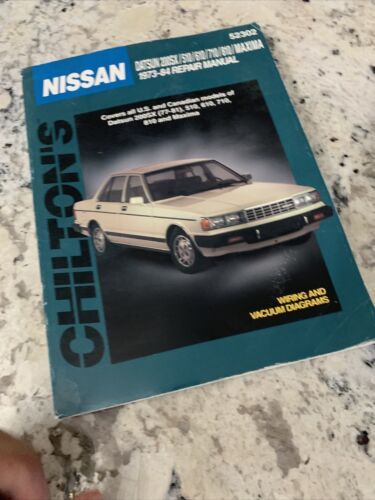 52302
NISSAN
DATSUN 200SX/510/610/710/810/MAXIMA
1973-84 REPAIR MANUAL
Covers all U.S. and Canadian models of
Datsun 200SX (77-81), 510, 610, 710,
810 and Maxima
CHILTON'S
WIRING AND
VACUUM DIAGRAMS